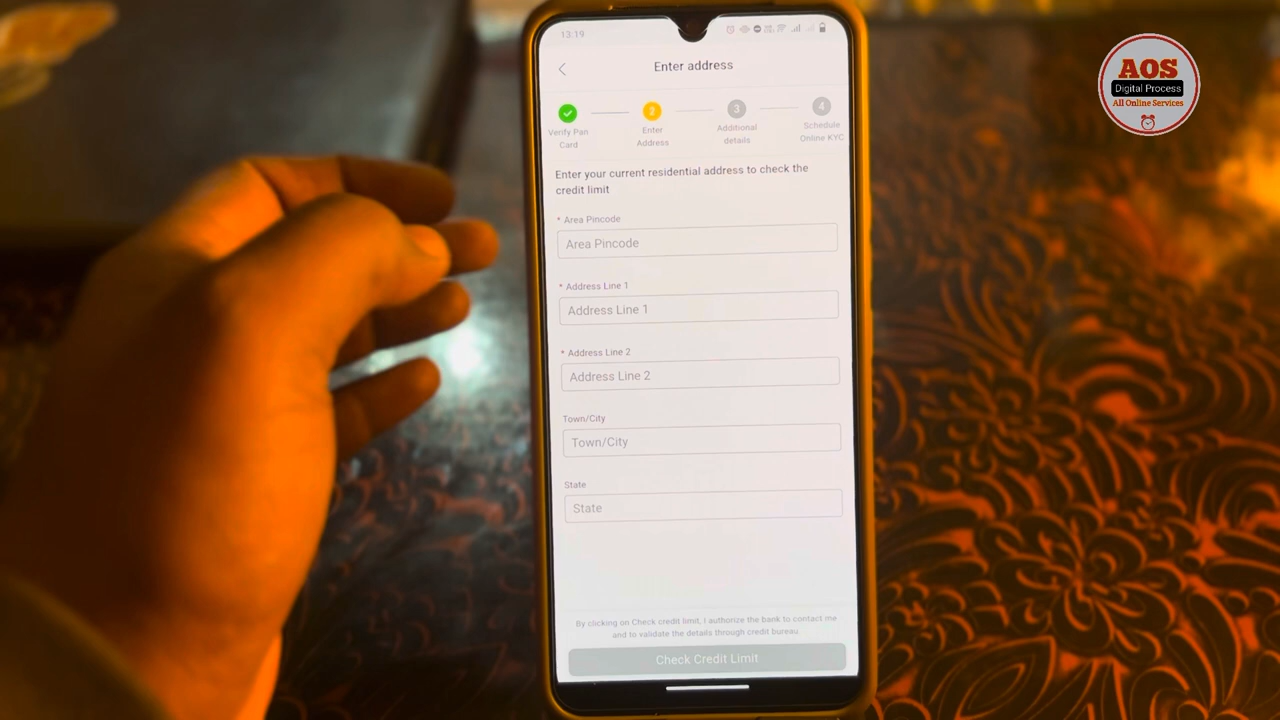 13:19
Enter address
2
3
4
Verify Pan
Card
Enter
Address
Additional
details
Schedule
Online KYC
Enter your current residential address to check the
credit limit
* Area Pincode
Area Pincode
* Address Line 1
Address Line 1
* Address Line 2
Address Line 2
Town/City
Town/City
State
State
By clicking on Check credit limit, I authorize the bank to contact me
and to validate the details through credit bureau
Check Credit Limit
AOS
Digital Process
All Online Services